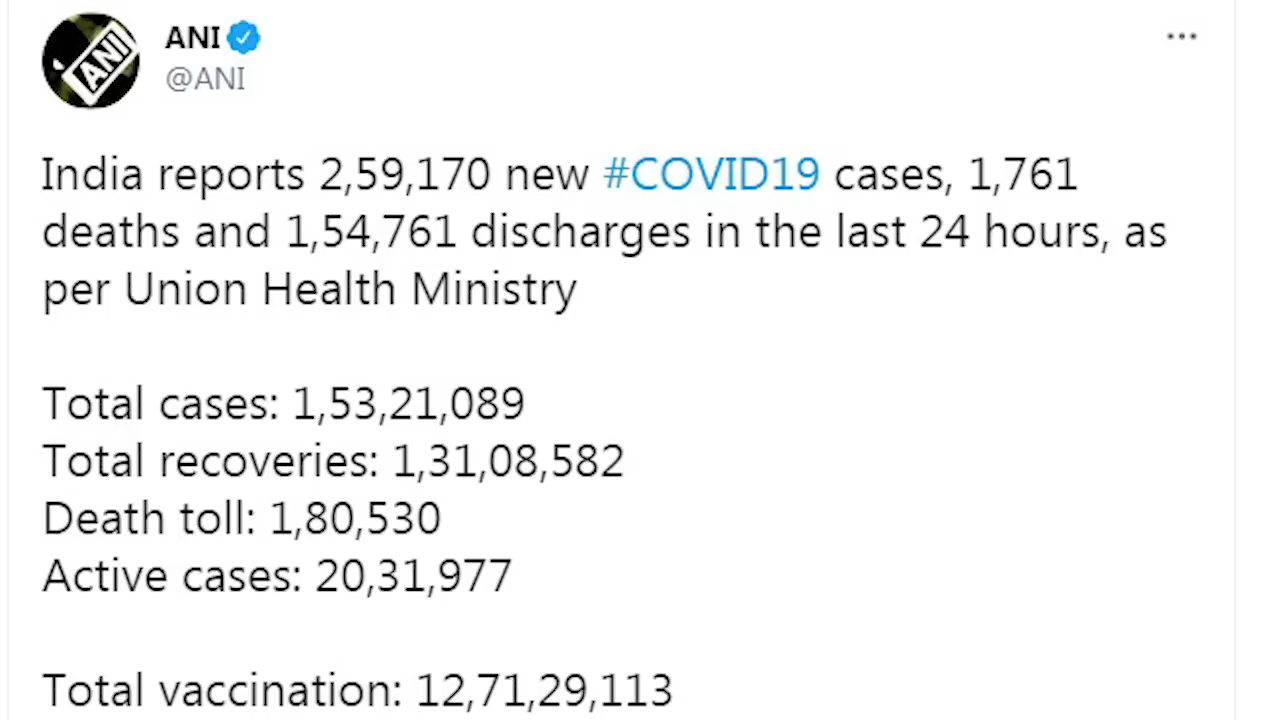 ANI
ANI
@ANI
India reports 2,59,170 new #COVID19 cases, 1,761
deaths and 1,54,761 discharges in the last 24 hours, as
per Union Health Ministry
Total cases: 1,53,21,089
Total recoveries: 1,31,08,582
Death toll: 1,80,530
Active cases: 20,31,977
Total vaccination: 12,71,29,113